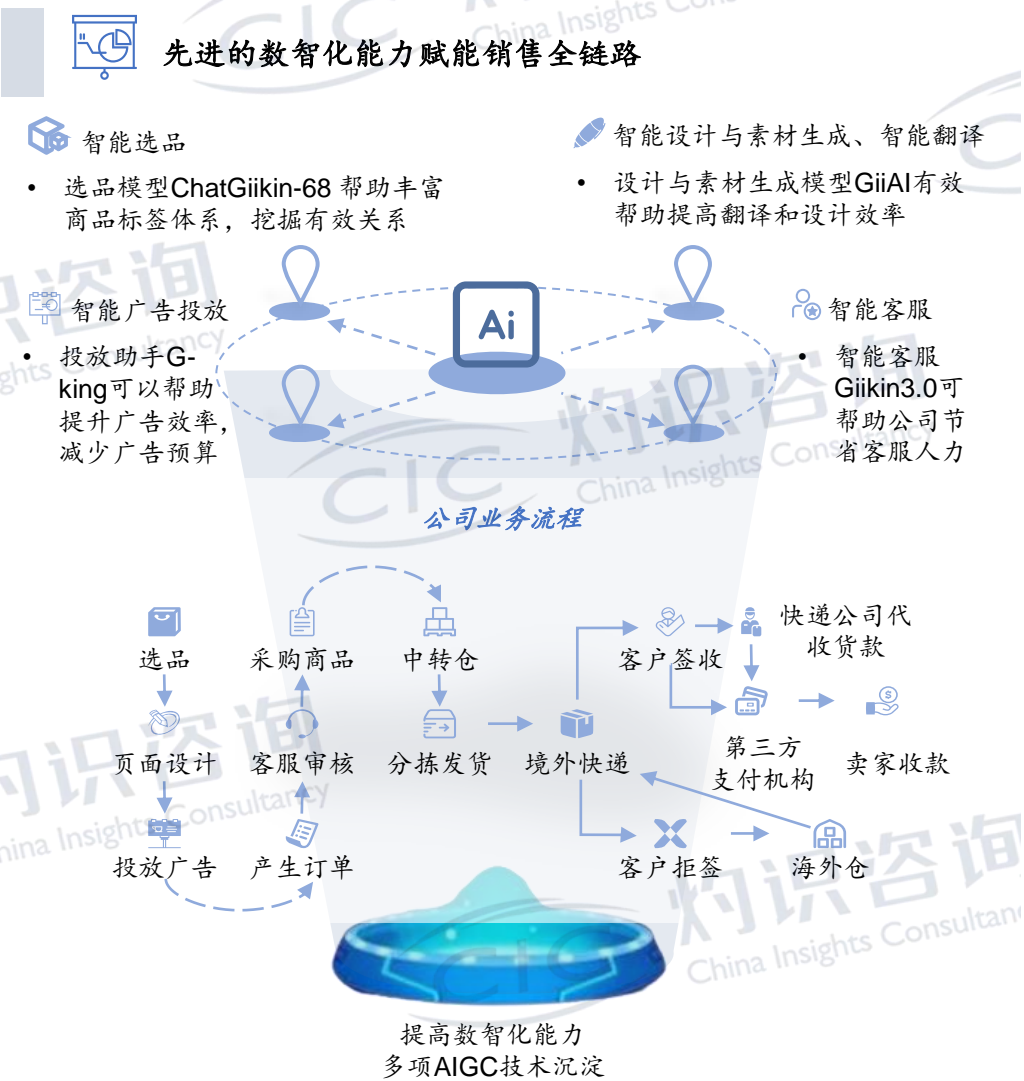 先进的数智化能力赋能销售全链路
智能选品
• 选品模型ChatGiikin-68 帮助丰富
商品标签体系，挖掘有效关系
智能设计与素材生成、智能翻译
• 设计与素材生成模型GiiAI有效
帮助提高翻译和设计效率
智能广告投放
• 投放助手G-
king可以帮助
提升广告效率，
减少广告预算
Ai
智能客服
• 智能客服
Giikin3.0可
帮助公司节
省客服人力
公司业务流程
选品
采购商品
中转仓
客户签收
快递公司代
收货款
页面设计
客服审核
分拣发货
境外快递
第三方
支付机构
卖家收款
投放广告
产生订单
客户拒签
海外仓
提高数智化能力
多项AIGC技术沉淀
灼识咨询
China Insights Consultancy
CIC